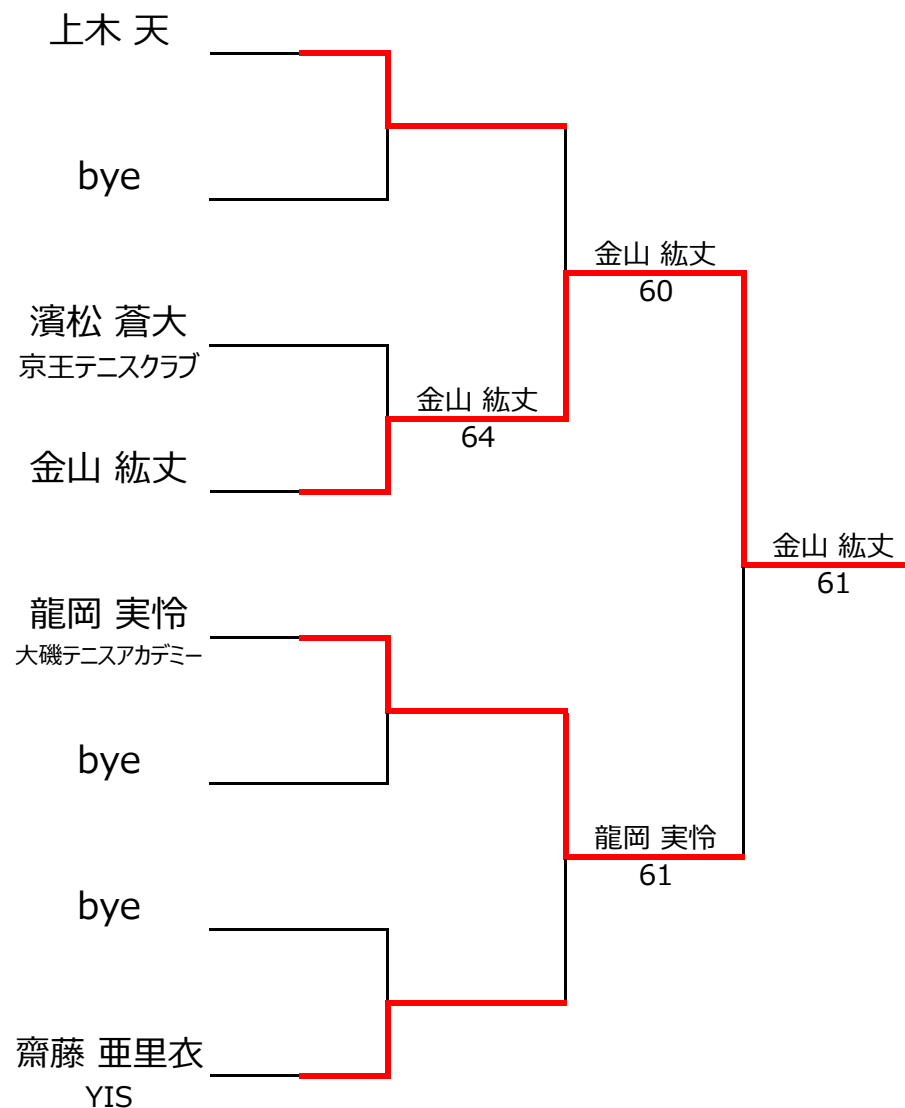 上木 天
bye
濱松 蒼大
京王テニスクラブ
金山 紘丈
龍岡 実怜
大磯テニスアカデミー
bye
bye
齋藤 亜里衣
YIS
金山 紘丈
64
金山 紘丈
60
龍岡 実怜
61
金山 紘丈
61